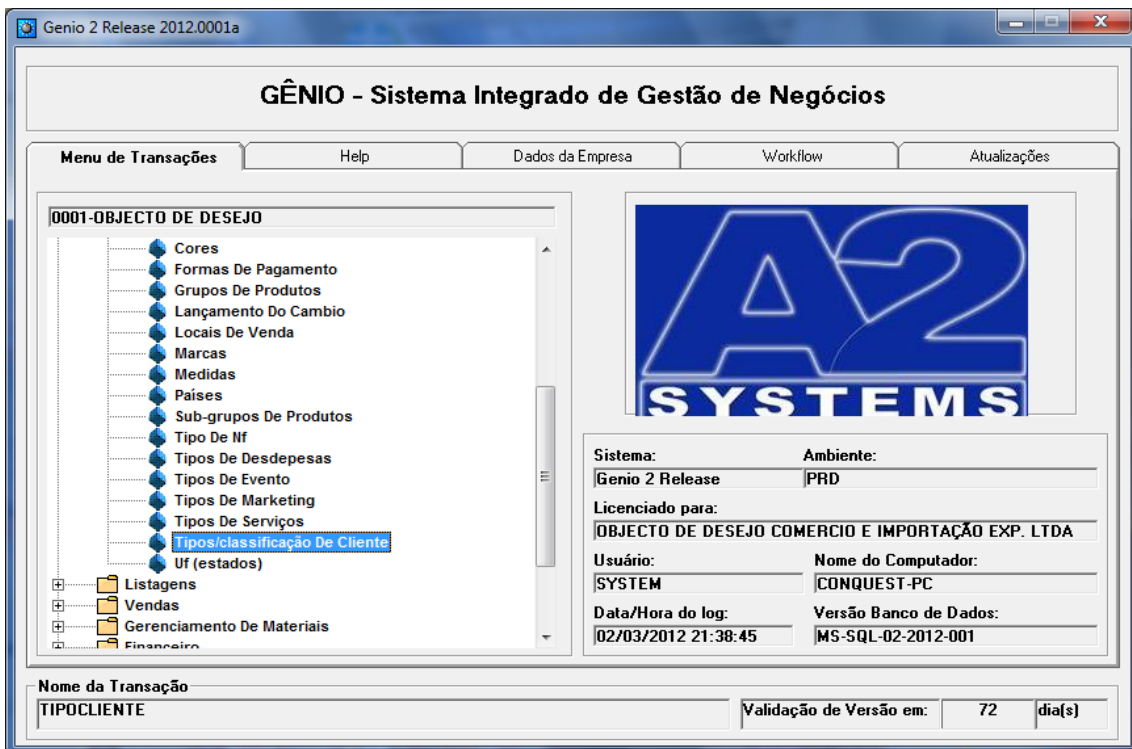 Genio 2 Release 2012.0001a
GÊNIO - Sistema Integrado de Gestão de Negócios
Menu de Transações
Help
Dados da Empresa
Workflow
Atualizações
0001-OBJECTO DE DESEJO
Cores
Formas De Pagamento
Grupos De Produtos
Lançamento Do Cambio
Locais De Venda
Marcas
Medidas
Países
Sub-grupos De Produtos
Tipo De Nf
Tipos De Desdepesas
Tipos De Evento
Tipos De Marketing
Tipos De Serviços
Tipos/classificação De Cliente
Uf (estados)
Listagens
Vendas
Gerenciamento De Materiais
Financeiro
A2
SYSTEMS
Sistema: Ambiente:
Genio 2 Release PRD
Licenciado para:
OBJECTO DE DESEJO COMERCIO E IMPORTAÇÃO EXP. LTDA
Usuário: Nome do Computador:
SYSTEM CONQUEST-PC
Data/Hora do log: Versão Banco de Dados:
02/03/2012 21:38:45 MS-SQL-02-2012-001
Nome da Transação
TIPOCLIENTE
Validação de Versão em: 72 dia(s)